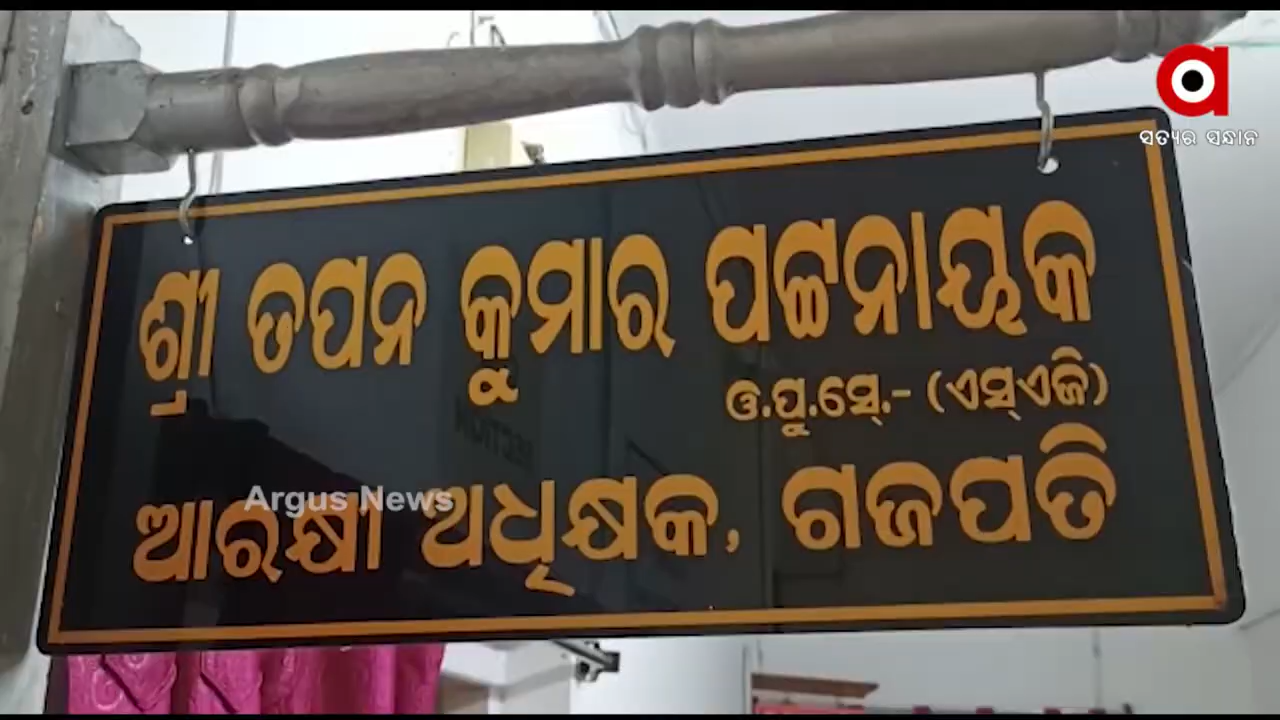 ସତ୍ୟର ସନ୍ଧାନ
ଶ୍ରୀ ତପନ କୁମାର ପଟ୍ଟନାୟକ
ଓ.ପୁ.ସେ.- (ଏସ୍ଏଜି)
ଆରକ୍ଷୀ ଅଧିକ୍ଷକ, ଗଜପତି
Argus News